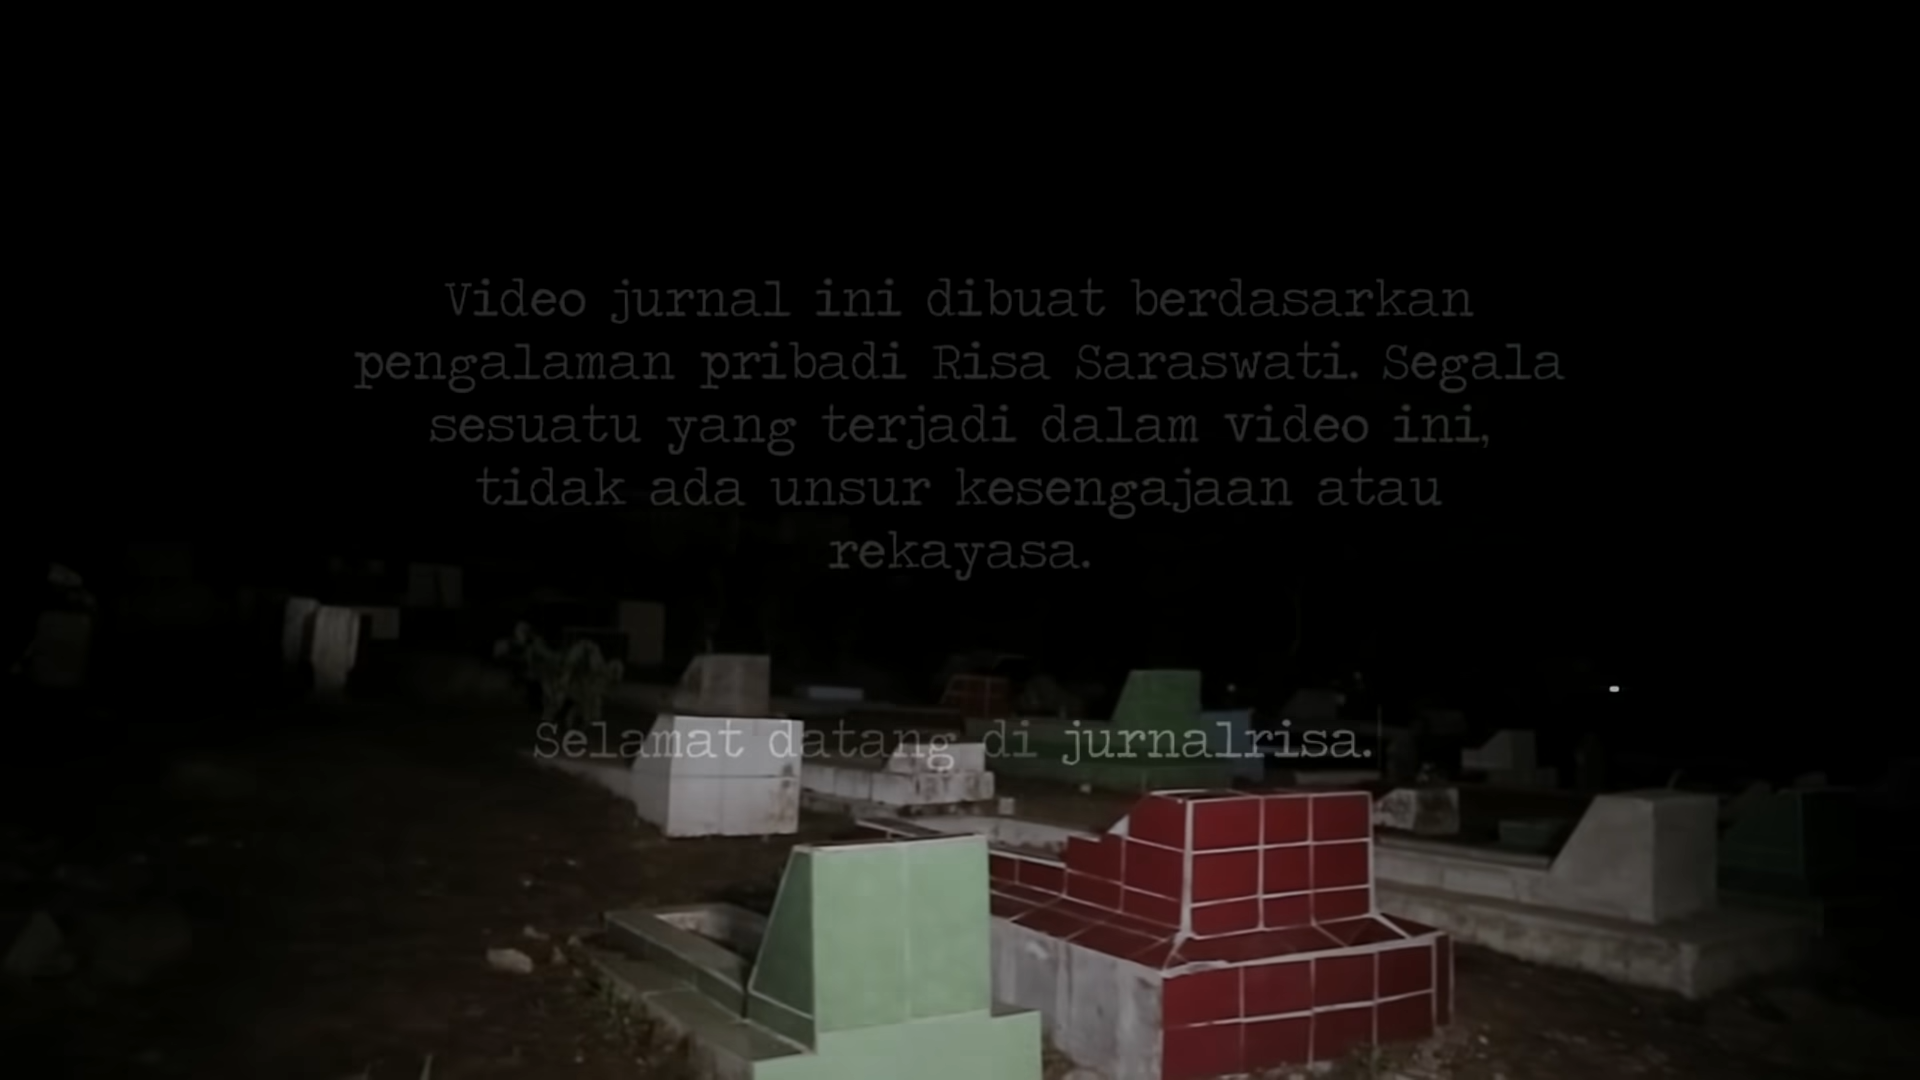 Video jurnal ini dibuat berdasarkan
pengalaman pribadi Risa Saraswati. Segala
sesuatu yang terjadi dalam video ini,
tidak ada unsur kesengajaan atau
rekayasa.
Selamat datang di jurnalrisa.